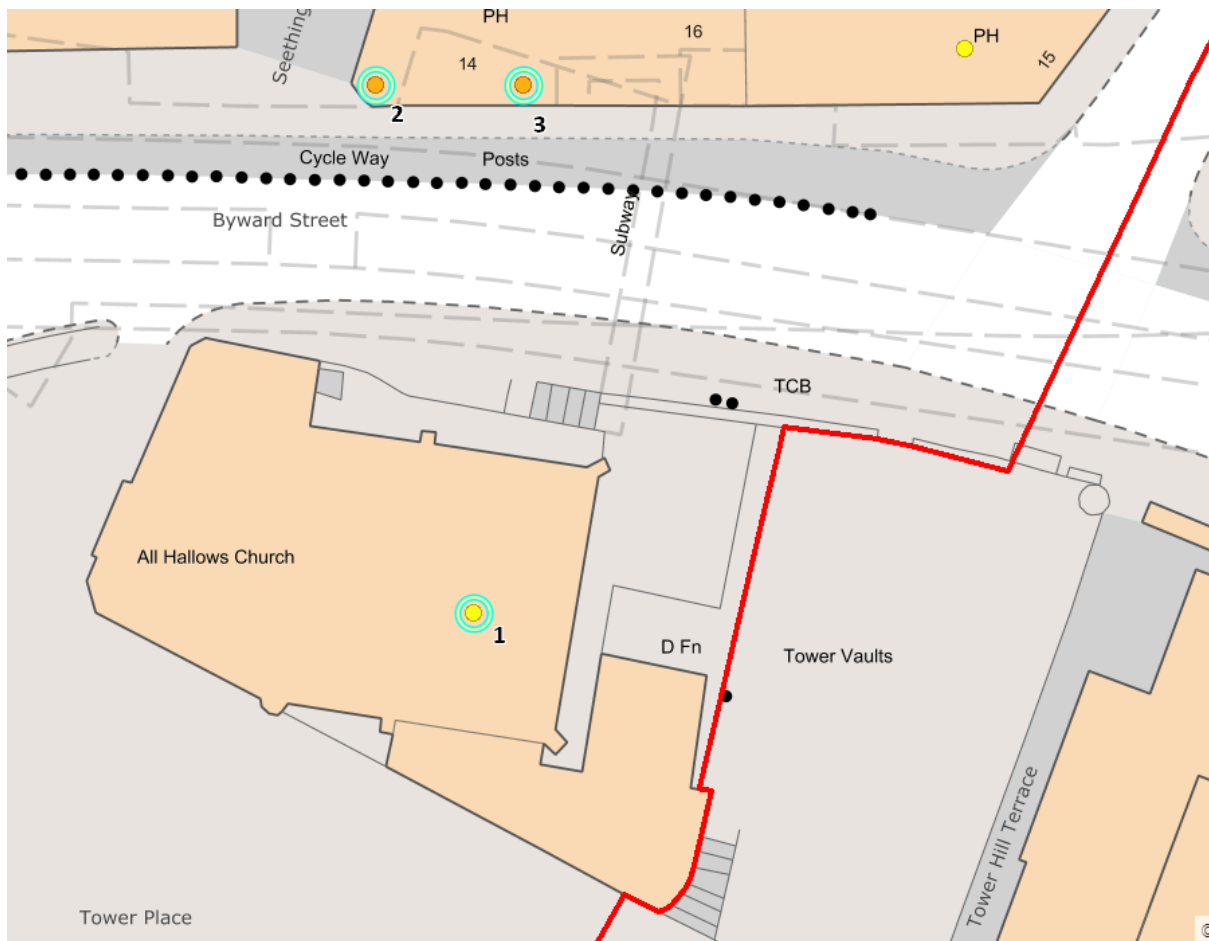 PH
16
PH
14
15
Seething
2
3
Cycle Way
Posts
Byward Street
Subway
TCB
All Hallows Church
1
D Fn
Tower Vaults
Tower Hill Terrace
Tower Place
©